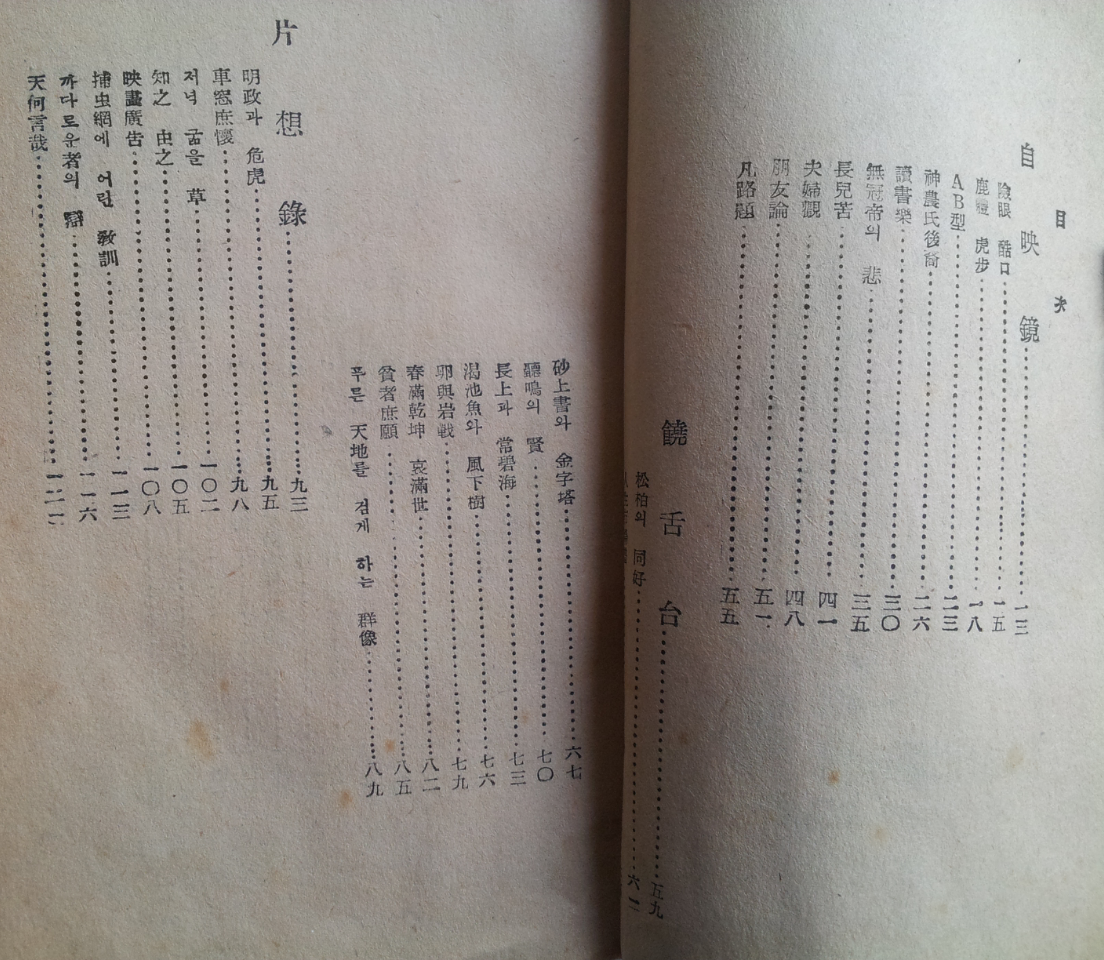 目次
自映鏡 一三
險眼 酷口 一五
鹿軆 虎步 一八
AB型 二三
神農氏後裔 二六
讀書樂 三〇
無冠帝의 悲 三五
長兒苦 四一
夫婦觀 四八
朋友論 五一
凡路題 五五
饒舌台 五九
松柏의 同好 六一
砂上書와 金字塔 六七
聽鳴의 賢 七〇
長上과 常碧海 七三
渴池魚와 風下樹 七六
卵與岩戰 七九
春滿乾坤 哀滿世 八二
貧者庶願 八五
푸른 天地를 검게 하는 群像 八九
片想錄 九三
明政과 危虎 九五
車窓庶懷 九八
저녁 굶을 草 一〇二
知之 由之 一〇五
映畫廣告 一〇八
捕虫網에 어린 敎訓 一一三
까다로운者의 辯 一一六
天何言哉 一二一